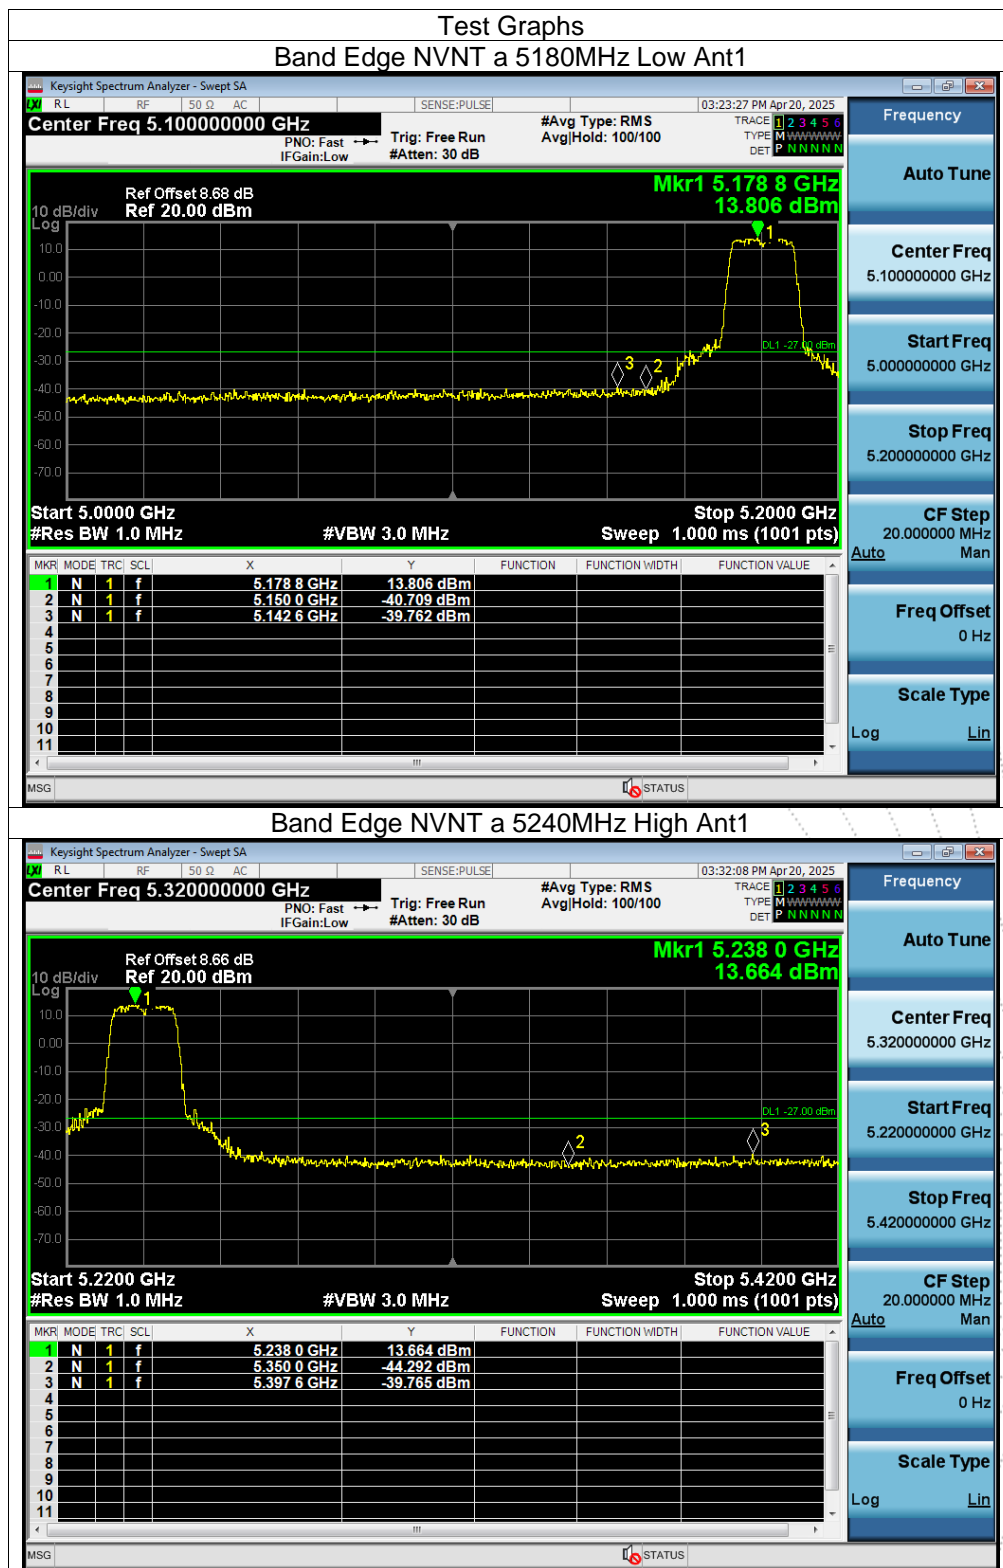 Test Graphs
Band Edge NVNT a 5180MHz Low Ant1
Keysight Spectrum Analyzer - Swept SA
LXI RL RF 50 Ω AC SENSE:PULSE 03:23:27 PM Apr 20, 2025
Center Freq 5.100000000 GHz
PNO: Fast
IFGain:Low
Trig: Free Run
#Atten: 30 dB
#Avg Type: RMS
Avg|Hold: 100/100
TRACE 1 2 3 4 5 6
TYPE M WWWWW
DET P N N N N N
Ref Offset 8.68 dB
10 dB/div Ref 20.00 dBm
Log
Mkr1 5.178 8 GHz
13.806 dBm
10.0
0.00
-10.0
-20.0
-30.0
-40.0
-50.0
-60.0
-70.0
1
DL1 -27.00 dBm
3 2
Start 5.0000 GHz Stop 5.2000 GHz
#Res BW 1.0 MHz #VBW 3.0 MHz Sweep 1.000 ms (1001 pts)
MKR MODE TRC SCL X Y FUNCTION FUNCTION WIDTH FUNCTION VALUE
1 N 1 f 5.178 8 GHz 13.806 dBm
2 N 1 f 5.150 0 GHz -40.709 dBm
3 N 1 f 5.142 6 GHz -39.762 dBm
4
5
6
7
8
9
10
11
MSG STATUS
Frequency
Auto Tune
Center Freq
5.100000000 GHz
Start Freq
5.000000000 GHz
Stop Freq
5.200000000 GHz
CF Step
20.000000 MHz
Auto Man
Freq Offset
0 Hz
Scale Type
Log Lin
Band Edge NVNT a 5240MHz High Ant1
Keysight Spectrum Analyzer - Swept SA
LXI RL RF 50 Ω AC SENSE:PULSE 03:32:08 PM Apr 20, 2025
Center Freq 5.320000000 GHz
PNO: Fast
IFGain:Low
Trig: Free Run
#Atten: 30 dB
#Avg Type: RMS
Avg|Hold: 100/100
TRACE 1 2 3 4 5 6
TYPE M WWWWW
DET P N N N N N
Ref Offset 8.66 dB
10 dB/div Ref 20.00 dBm
Log
Mkr1 5.238 0 GHz
13.664 dBm
10.0
0.00
-10.0
-20.0
-30.0
-40.0
-50.0
-60.0
-70.0
1
DL1 -27.00 dBm
2 3
Start 5.2200 GHz Stop 5.4200 GHz
#Res BW 1.0 MHz #VBW 3.0 MHz Sweep 1.000 ms (1001 pts)
MKR MODE TRC SCL X Y FUNCTION FUNCTION WIDTH FUNCTION VALUE
1 N 1 f 5.238 0 GHz 13.664 dBm
2 N 1 f 5.350 0 GHz -44.292 dBm
3 N 1 f 5.397 6 GHz -39.765 dBm
4
5
6
7
8
9
10
11
MSG STATUS
Frequency
Auto Tune
Center Freq
5.320000000 GHz
Start Freq
5.220000000 GHz
Stop Freq
5.420000000 GHz
CF Step
20.000000 MHz
Auto Man
Freq Offset
0 Hz
Scale Type
Log Lin